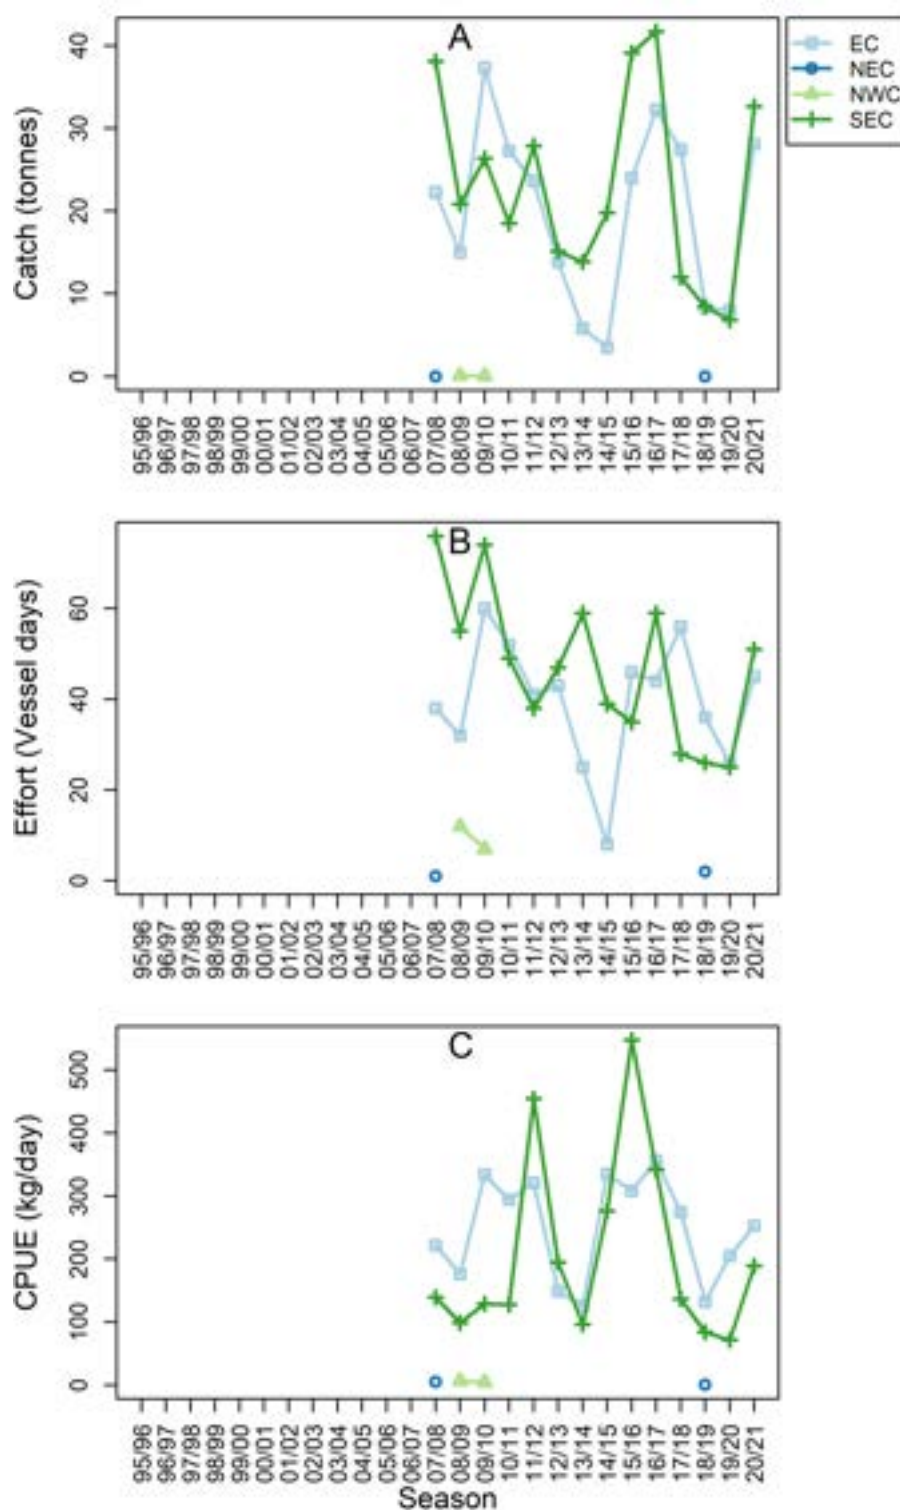 A
EC
NEC
NWC
SEC
Catch (tonnes)
40
30
20
10
0
95/96 96/97 97/98 98/99 99/00 00/01 01/02 02/03 03/04 04/05 05/06 06/07 07/08 08/09 09/10 10/11 11/12 12/13 13/14 14/15 15/16 16/17 17/18 18/19 19/20 20/21
B
Effort (Vessel days)
60
40
20
0
95/96 96/97 97/98 98/99 99/00 00/01 01/02 02/03 03/04 04/05 05/06 06/07 07/08 08/09 09/10 10/11 11/12 12/13 13/14 14/15 15/16 16/17 17/18 18/19 19/20 20/21
C
CPUE (kg/day)
500
400
300
200
100
0
95/96 96/97 97/98 98/99 99/00 00/01 01/02 02/03 03/04 04/05 05/06 06/07 07/08 08/09 09/10 10/11 11/12 12/13 13/14 14/15 15/16 16/17 17/18 18/19 19/20 20/21
Season